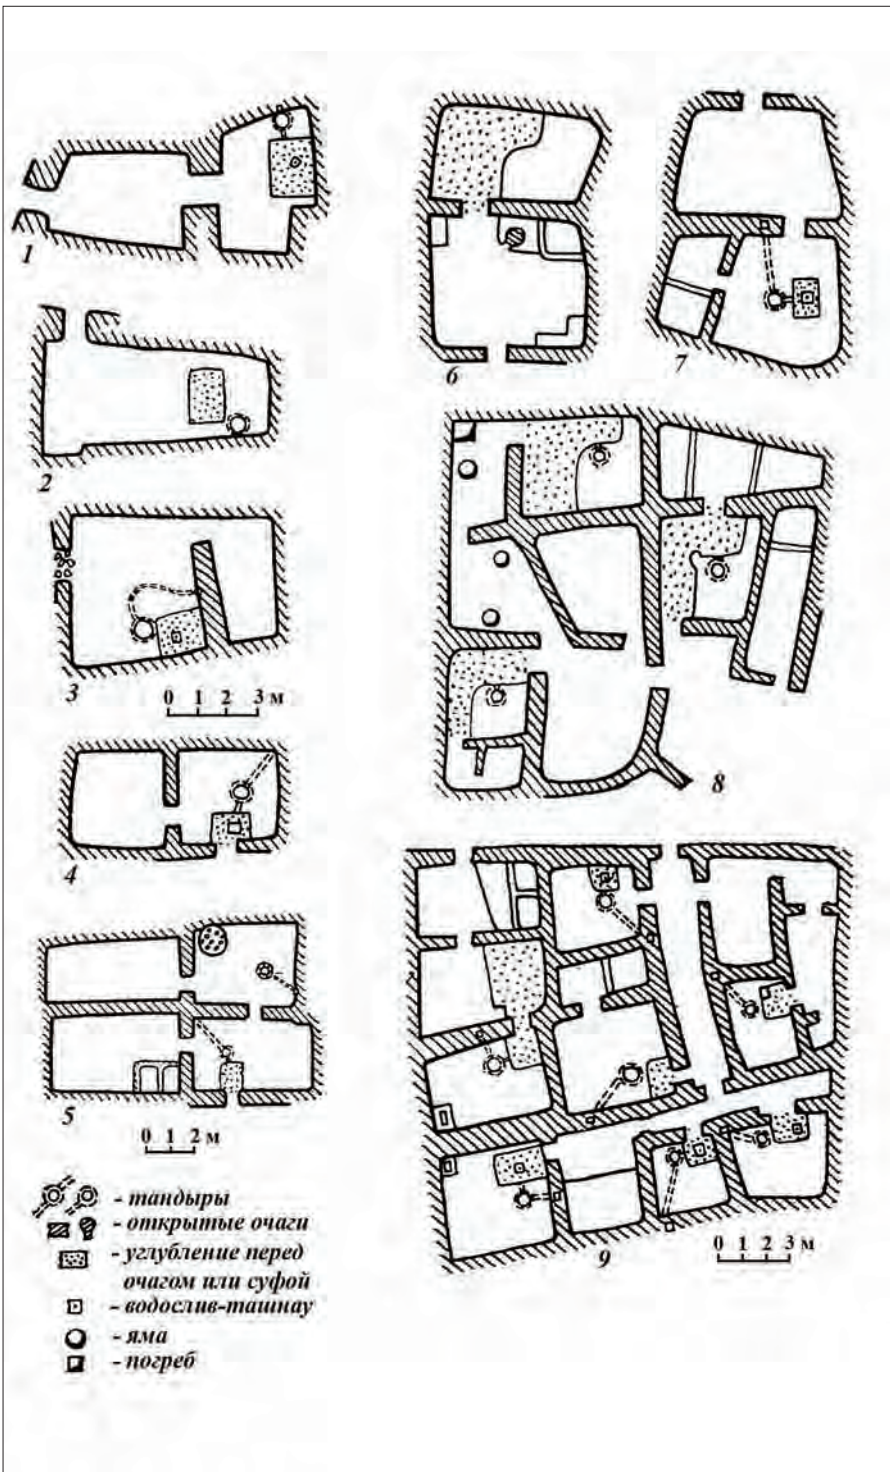 1
6
7
2
3
0 1 2 3 м
8
4
5
0 1 2 м
9
0 1 2 3 м
- тандыры
- открытые очаги
- углубление перед
очагом или суфой
- водослив-ташнау
- яма
- погреб